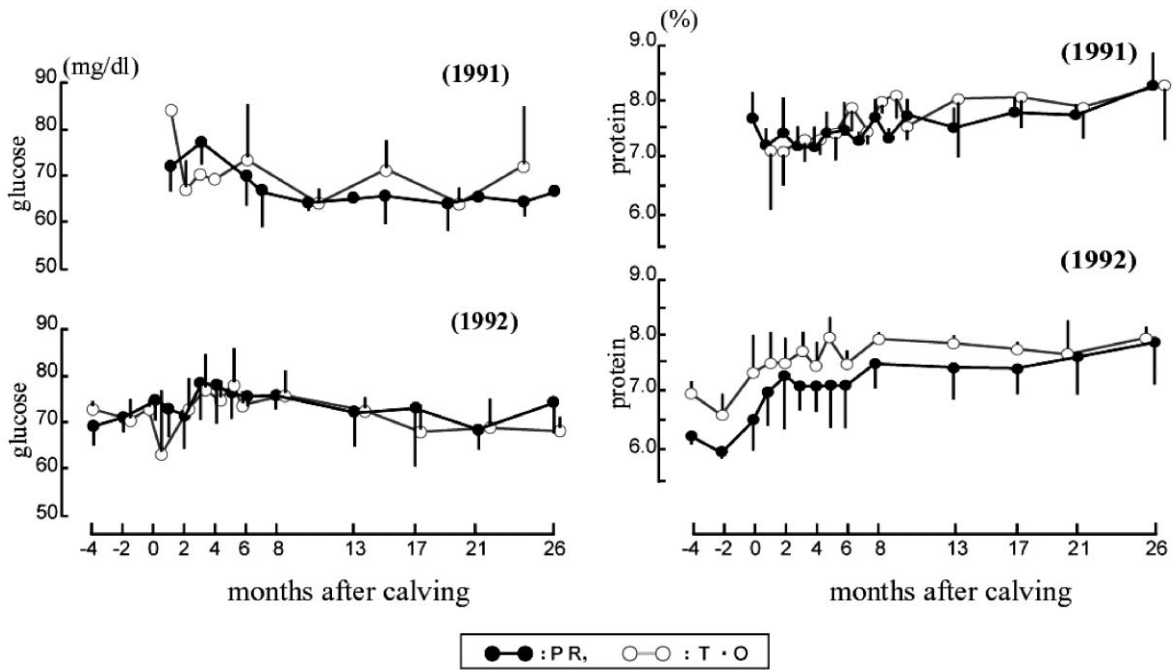 (mg/dl)
(1991)
glucose
90
80
70
60
50
(%)
(1991)
protein
9.0
8.0
7.0
6.0
(1992)
glucose
90
80
70
60
50
-4 -2 0 2 4 6 8 13 17 21 26
months after calving
(1992)
protein
9.0
8.0
7.0
6.0
-4 -2 0 2 4 6 8 13 17 21 26
months after calving
: PR, : T · O